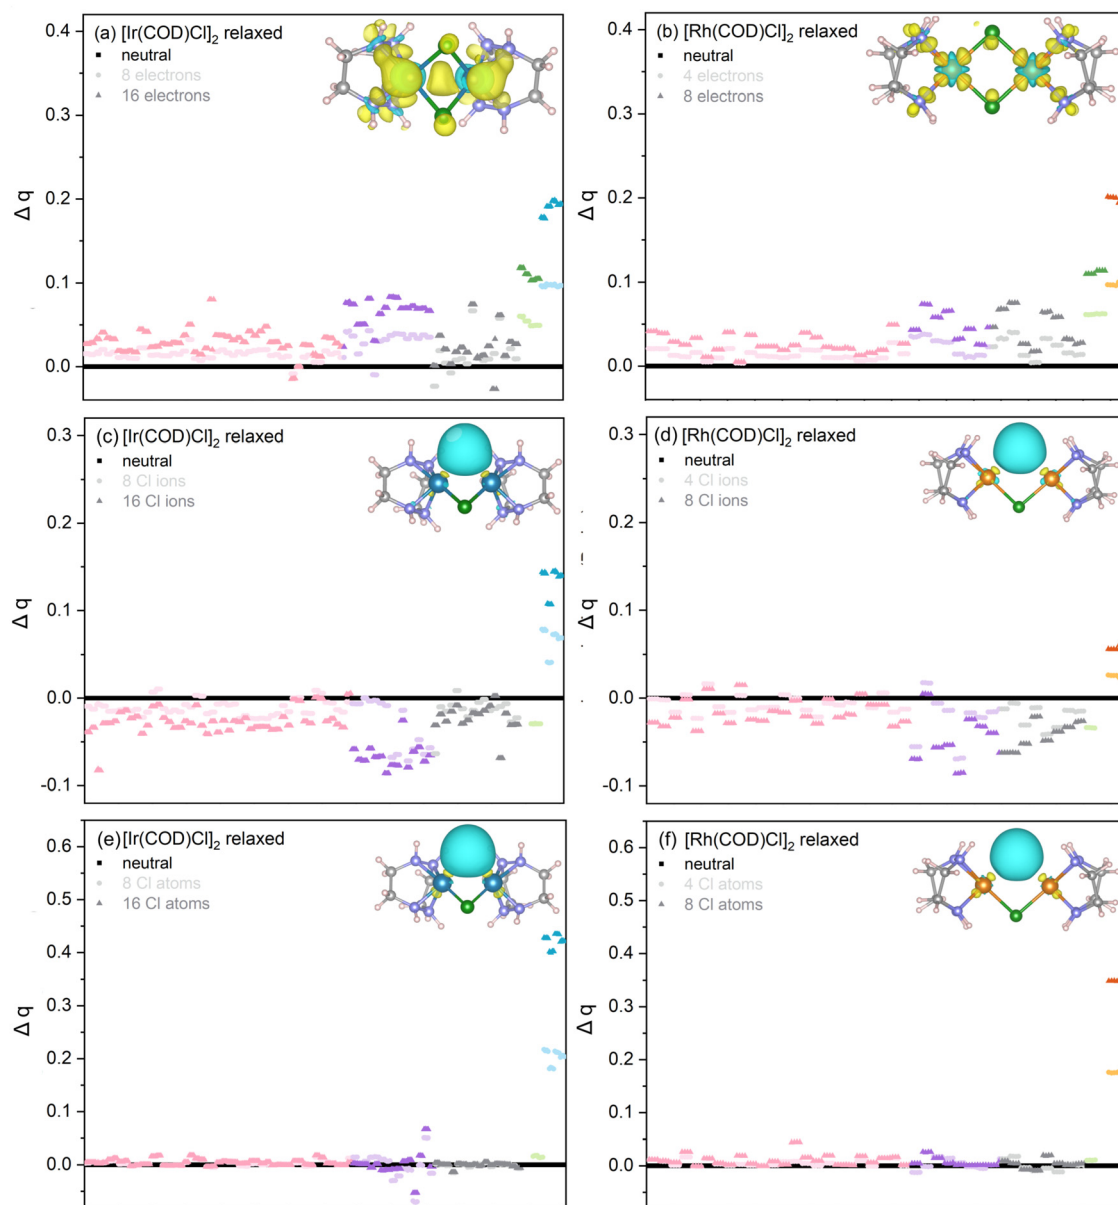 (a) [Ir(COD)Cl]2 relaxed
neutral
8 electrons
16 electrons
0.4
0.3
0.2
0.1
0.0
Δ q
(b) [Rh(COD)Cl]2 relaxed
neutral
4 electrons
8 electrons
0.4
0.3
0.2
0.1
0.0
Δ q
(c) [Ir(COD)Cl]2 relaxed
neutral
8 Cl ions
16 Cl ions
0.3
0.2
0.1
0.0
-0.1
Δ q
(d) [Rh(COD)Cl]2 relaxed
neutral
4 Cl ions
8 Cl ions
0.3
0.2
0.1
0.0
-0.1
Δ q
(e) [Ir(COD)Cl]2 relaxed
neutral
8 Cl atoms
16 Cl atoms
0.6
0.5
0.4
0.3
0.2
0.1
0.0
Δ q
(f) [Rh(COD)Cl]2 relaxed
neutral
4 Cl atoms
8 Cl atoms
0.6
0.5
0.4
0.3
0.2
0.1
0.0
Δ q